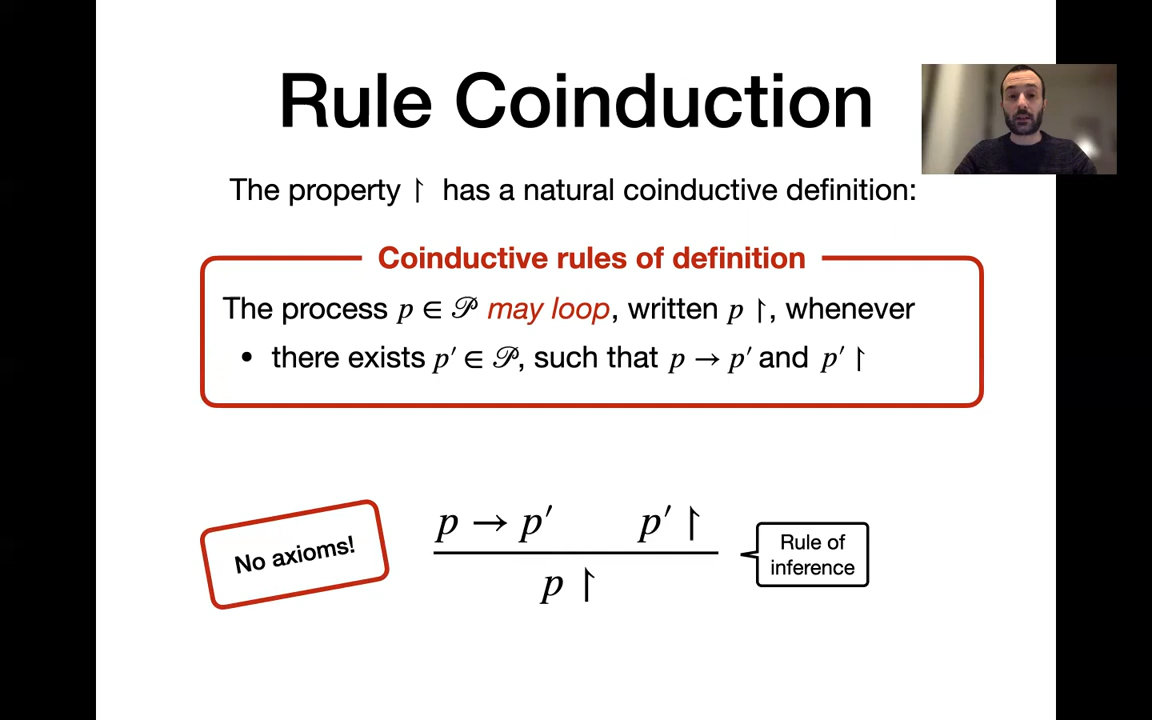 Rule Coinduction
The property ↾ has a natural coinductive definition:
Coinductive rules of definition
The process p ∈ 𝒫 may loop, written p ↾, whenever
• there exists p′ ∈ 𝒫, such that p → p′ and p′ ↾
No axioms!
p → p′ p′ ↾
p ↾
Rule of
inference